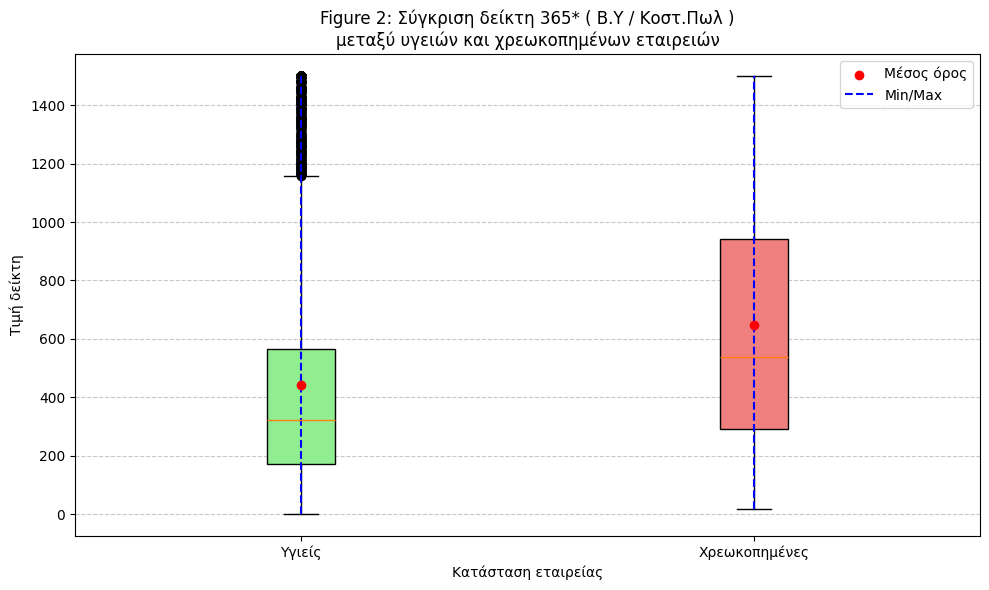 Figure 2: Σύγκριση δείκτη 365* ( Β.Υ / Κοστ.Πωλ )
μεταξύ υγειών και χρεωκοπημένων εταιρειών
Μέσος όρος
Min/Max
1400
1200
1000
800
600
400
200
0
Τιμή δείκτη
Υγιείς
Χρεωκοπημένες
Κατάσταση εταιρείας